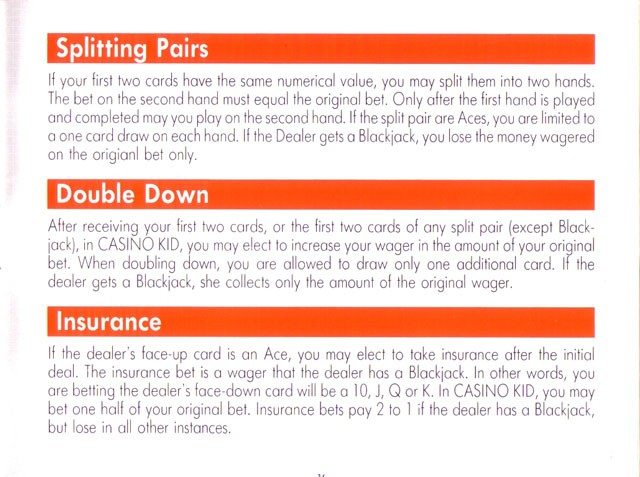 Splitting Pairs
If your first two cards have the same numerical value, you may split them into two hands.
The bet on the second hand must equal the original bet. Only after the first hand is played
and completed may you play on the second hand. If the split pair are Aces, you are limited to
a one card draw on each hand. If the Dealer gets a Blackjack, you lose the money wagered
on the origianl bet only.
Double Down
After receiving your first two cards, or the first two cards of any split pair (except Black-
jack), in CASINO KID, you may elect to increase your wager in the amount of your original
bet. When doubling down, you are allowed to draw only one additional card. If the
dealer gets a Blackjack, she collects only the amount of the original wager.
Insurance
If the dealer's face-up card is an Ace, you may elect to take insurance after the initial
deal. The insurance bet is a wager that the dealer has a Blackjack. In other words, you
are betting the dealer's face-down card will be a 10, J, Q or K. In CASINO KID, you may
bet one half of your original bet. Insurance bets pay 2 to 1 if the dealer has a Blackjack,
but lose in all other instances.